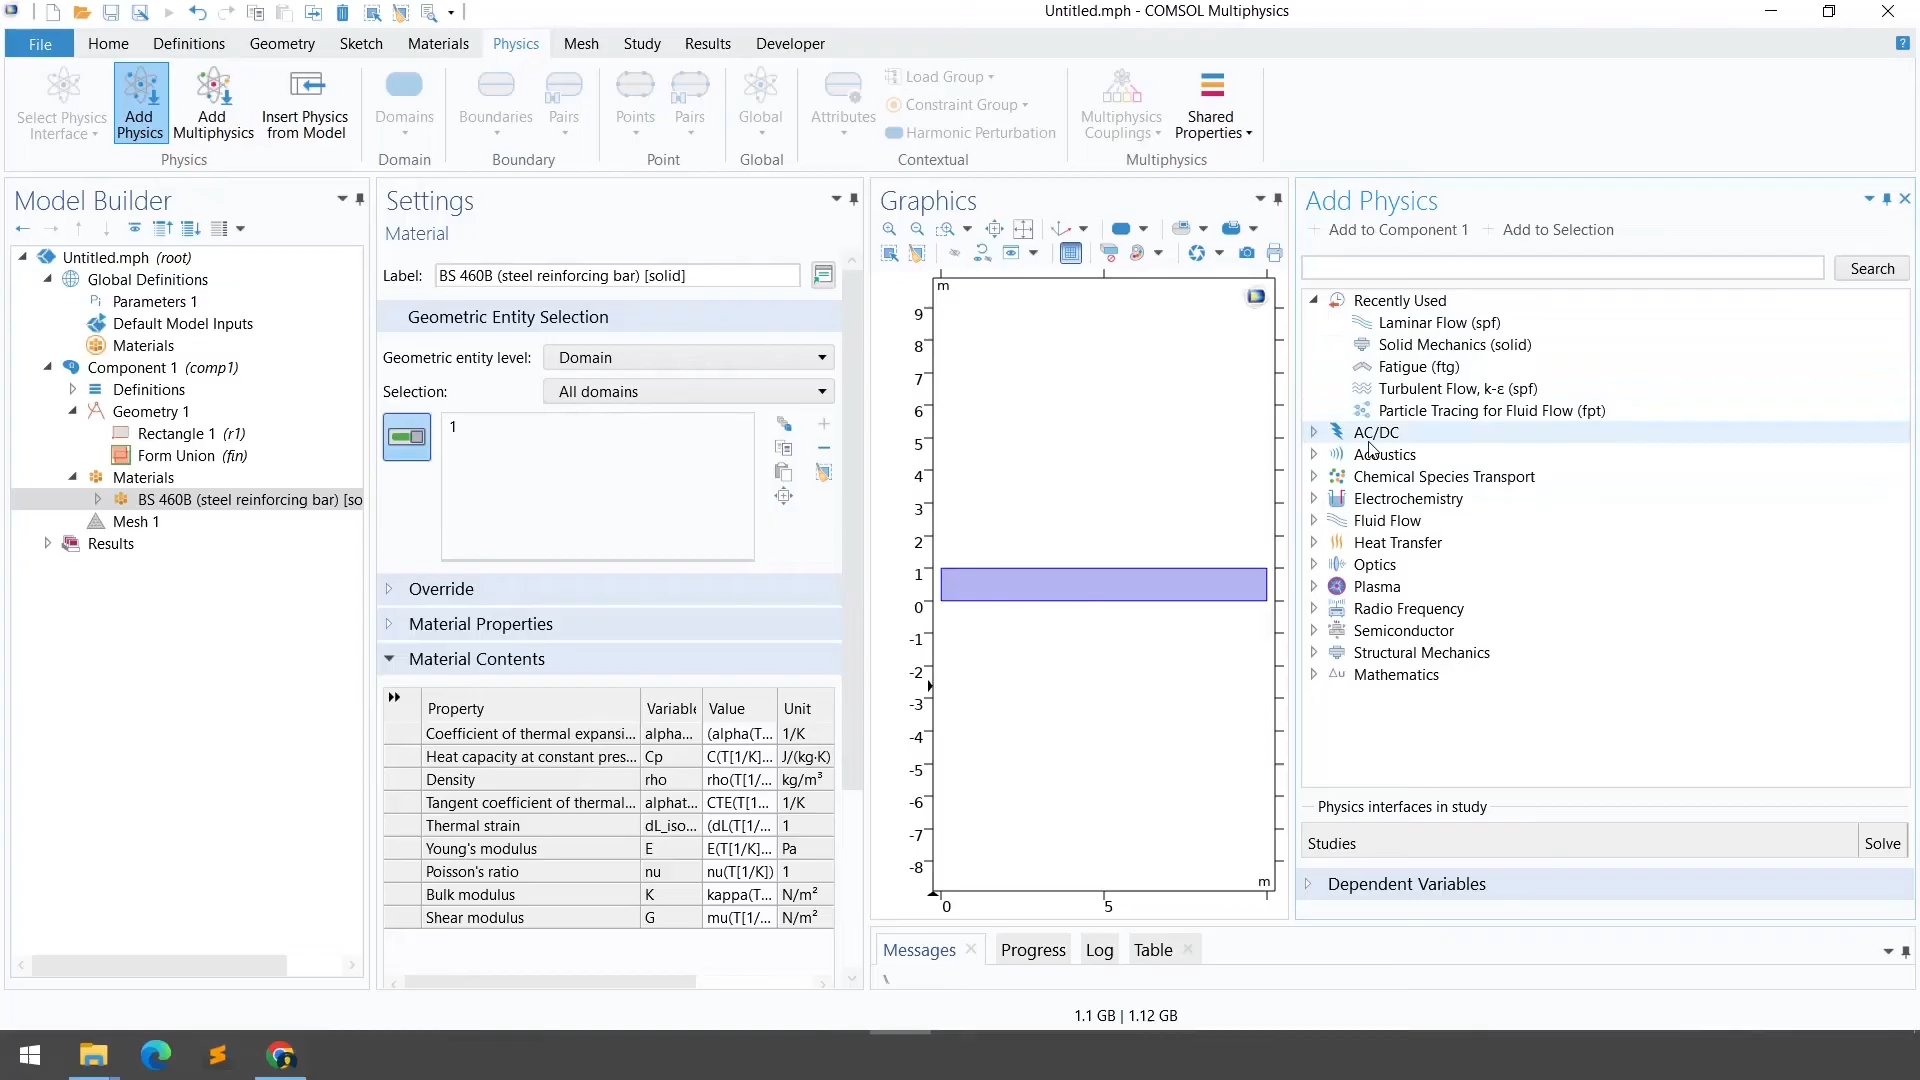 Untitled.mph - COMSOL Multiphysics
File Home Definitions Geometry Sketch Materials Physics Mesh Study Results Developer
Select Physics Interface
Add Physics
Add Multiphysics
Insert Physics from Model
Domains
Boundaries
Pairs
Points
Pairs
Global
Attributes
Load Group
Constraint Group
Harmonic Perturbation
Multiphysics Couplings
Shared Properties
Physics
Domain
Boundary
Point
Global
Contextual
Multiphysics
Model Builder
Untitled.mph (root)
Global Definitions
Pi Parameters 1
Default Model Inputs
Materials
Component 1 (comp1)
Definitions
Geometry 1
Rectangle 1 (r1)
Form Union (fin)
Materials
BS 460B (steel reinforcing bar) [so
Mesh 1
Results
Settings
Material
Label: BS 460B (steel reinforcing bar) [solid]
Geometric Entity Selection
Geometric entity level: Domain
Selection: All domains
1
Override
Material Properties
Material Contents
Property Variable Value Unit
Coefficient of thermal expansi... alpha... (alpha(T... 1/K
Heat capacity at constant pres... Cp C(T[1/K]... J/(kg·K)
Density rho rho(T[1/... kg/m³
Tangent coefficient of thermal... alphat... CTE(T[1... 1/K
Thermal strain dL_iso... (dL(T[1/... 1
Young's modulus E E(T[1/K]... Pa
Poisson's ratio nu nu(T[1/K]) 1
Bulk modulus K kappa(T... N/m²
Shear modulus G mu(T[1/... N/m²
Graphics
m
9
8
7
6
5
4
3
2
1
0
-1
-2
-3
-4
-5
-6
-7
-8
m
0 5
Messages Progress Log Table
Add Physics
Add to Component 1 Add to Selection
Search
Recently Used
Laminar Flow (spf)
Solid Mechanics (solid)
Fatigue (ftg)
Turbulent Flow, k-ε (spf)
Particle Tracing for Fluid Flow (fpt)
AC/DC
Acoustics
Chemical Species Transport
Electrochemistry
Fluid Flow
Heat Transfer
Optics
Plasma
Radio Frequency
Semiconductor
Structural Mechanics
Δu Mathematics
Physics interfaces in study
Studies Solve
Dependent Variables
1.1 GB | 1.12 GB